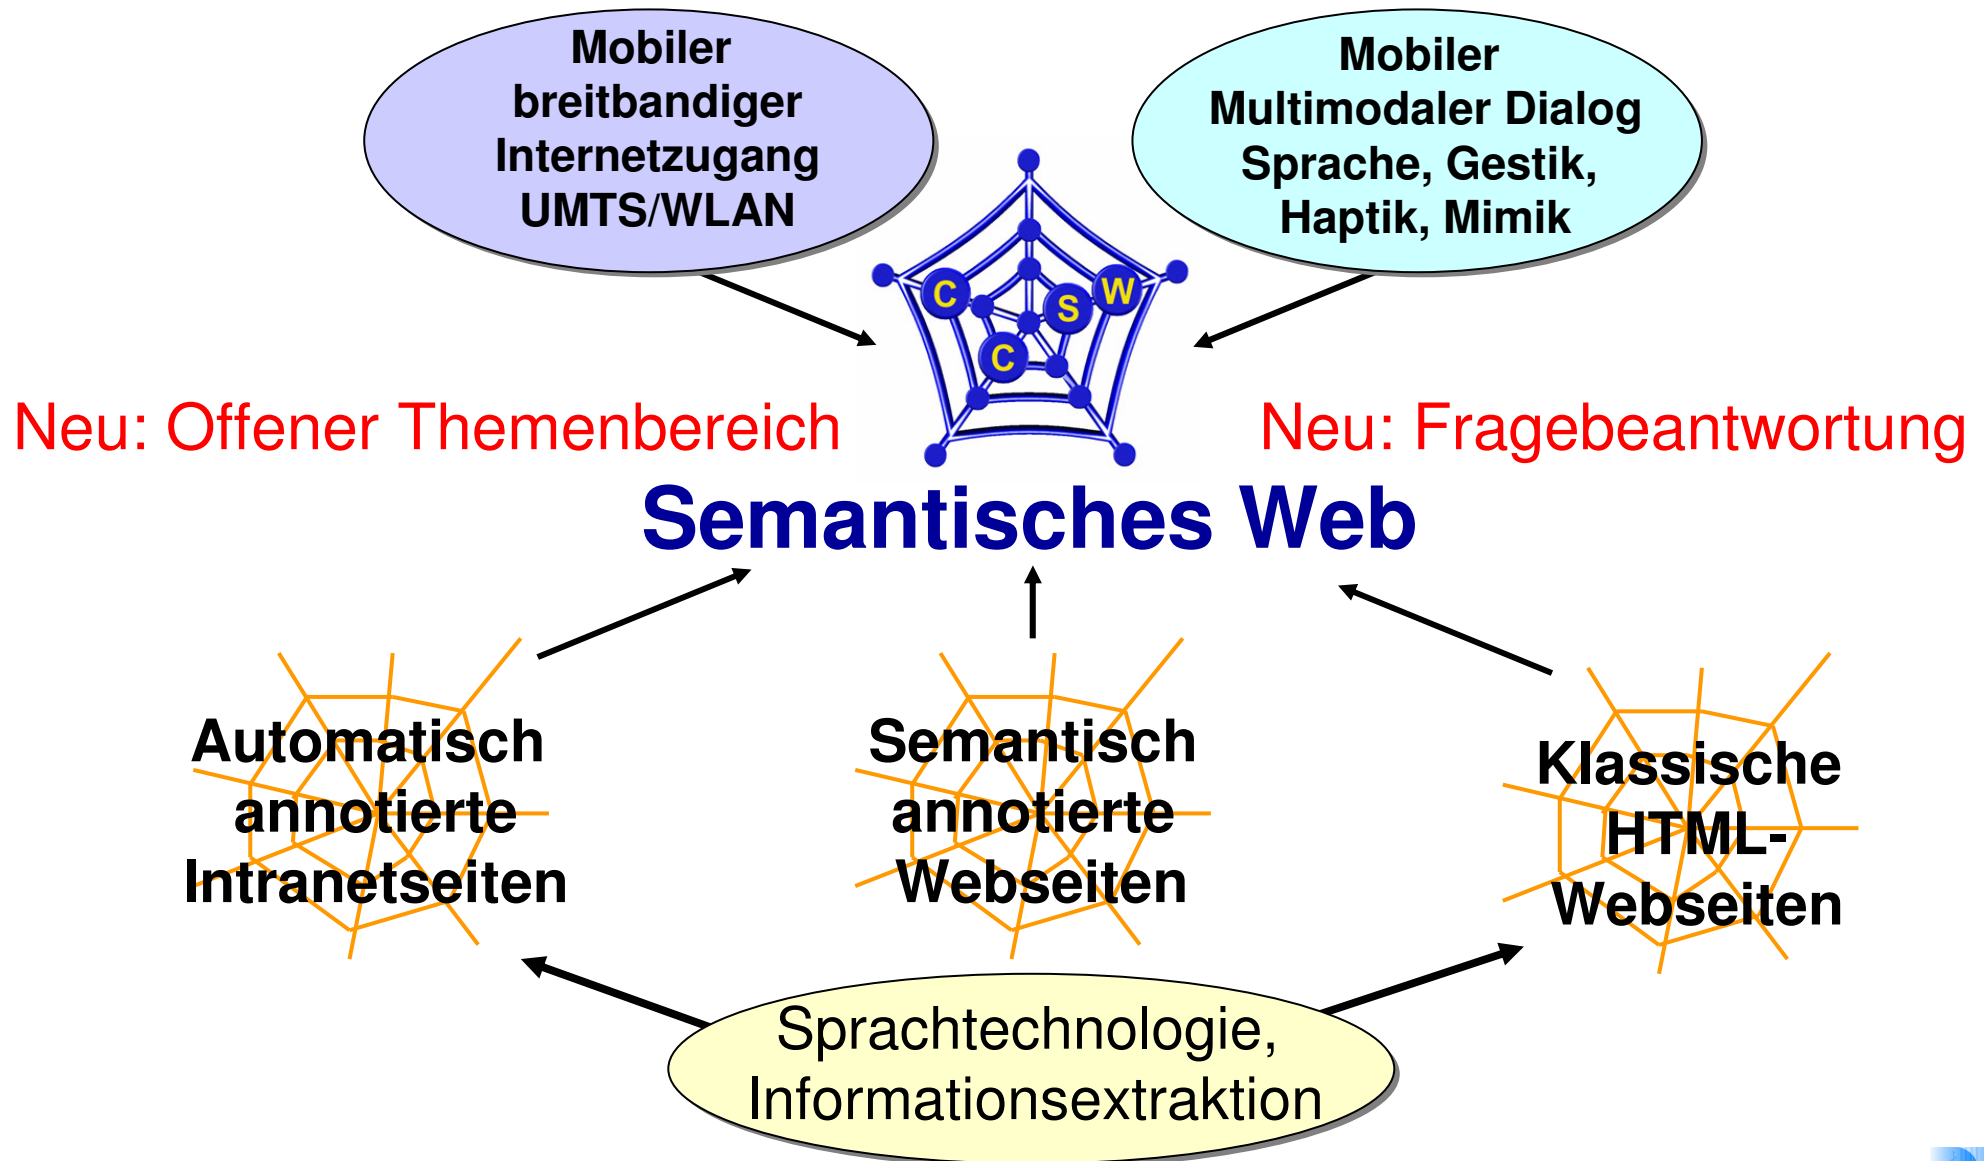 Mobiler
breitbandiger
Internetzugang
UMTS/WLAN
Mobiler
Multimodaler Dialog
Sprache, Gestik,
Haptik, Mimik
C
S
W
C
Neu: Offener Themenbereich
Neu: Fragebeantwortung
Semantisches Web
Automatisch
annotierte
Intranetseiten
Semantisch
annotierte
Webseiten
Klassische
HTML-
Webseiten
Sprachtechnologie,
Informationsextraktion